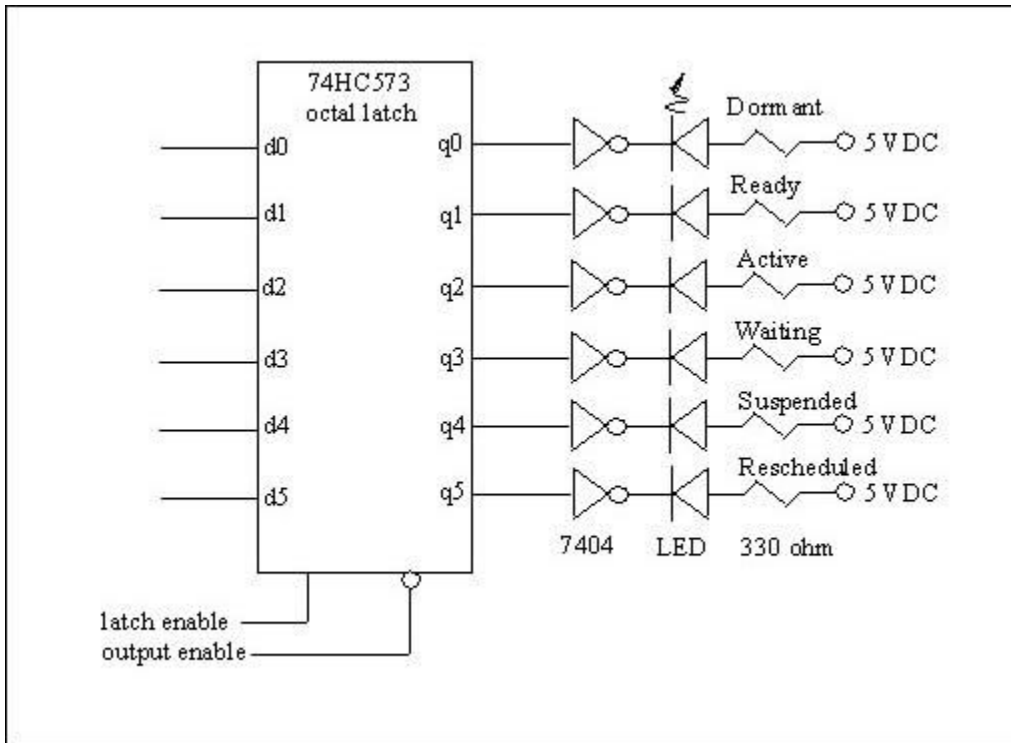 74HC573
octal latch
d0
q0
Dormant
5 VDC
d1
q1
Ready
5 VDC
d2
q2
Active
5 VDC
d3
q3
Waiting
5 VDC
d4
q4
Suspended
5 VDC
d5
q5
Rescheduled
5 VDC
7404 LED 330 ohm
latch enable
output enable